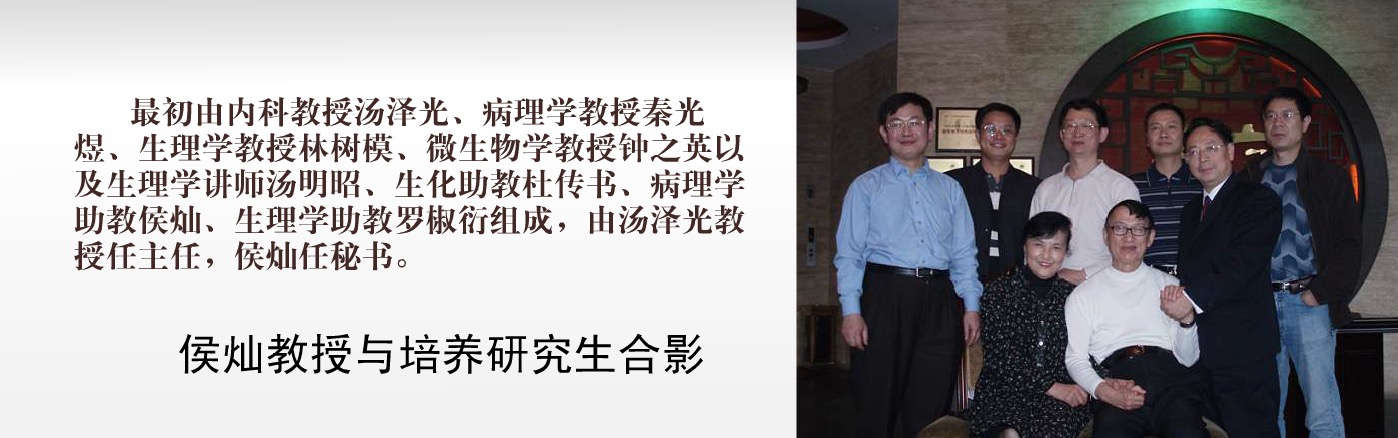 最初由内科教授汤泽光、病理学教授秦光
煜、生理学教授林树模、微生物学教授钟之英以
及生理学讲师汤明昭、生化助教杜传书、病理学
助教侯灿、生理学助教罗椒衍组成，由汤泽光教
授任主任，侯灿任秘书。
侯灿教授与培养研究生合影